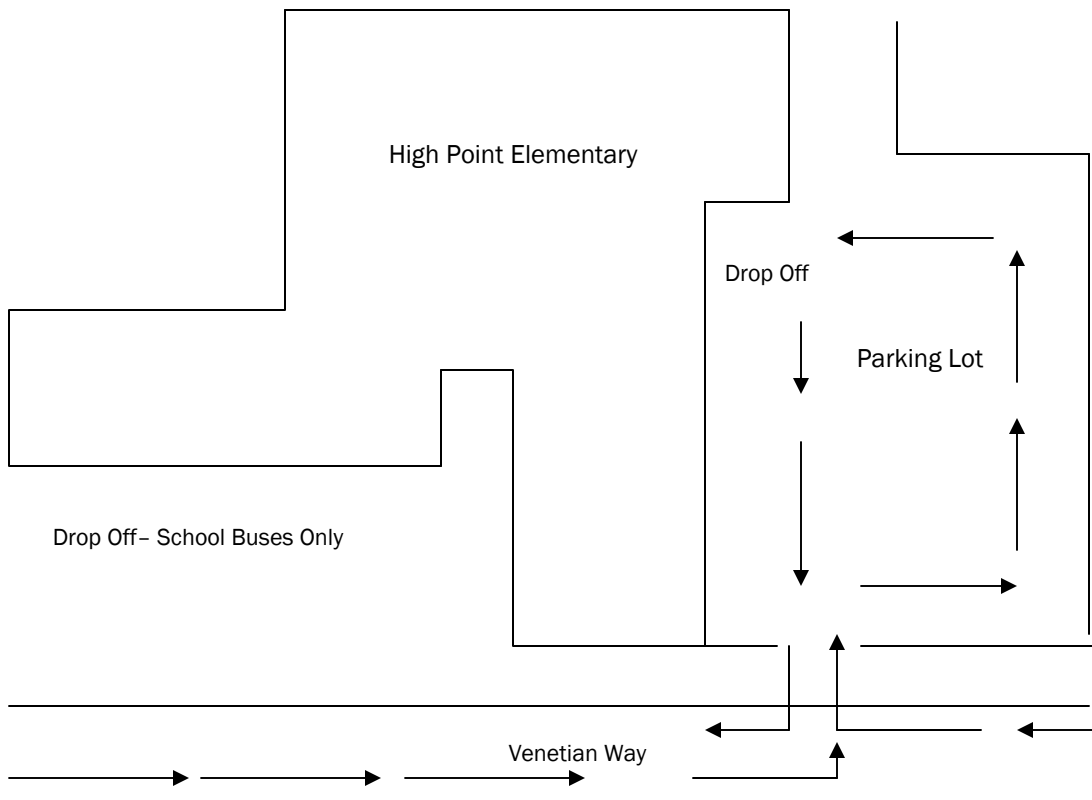 High Point Elementary
Drop Off
Parking Lot
Drop Off– School Buses Only
Venetian Way